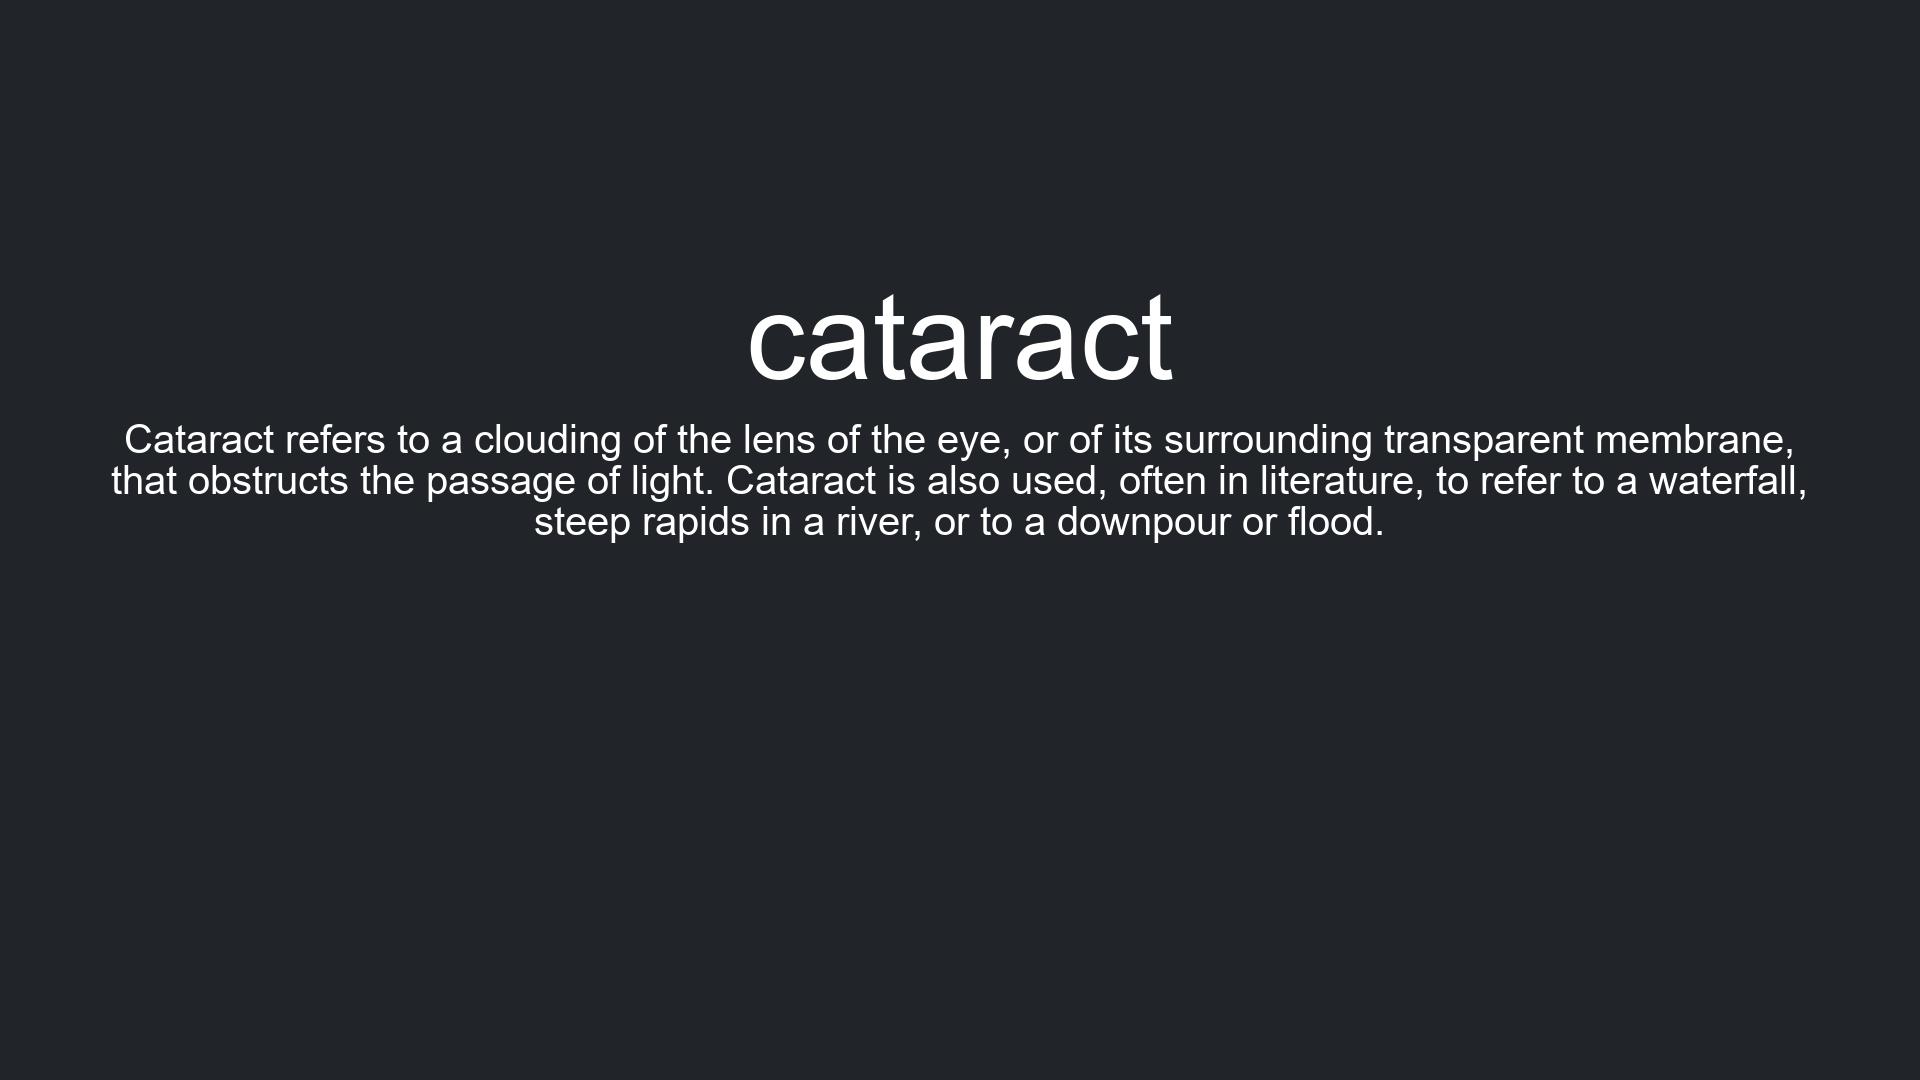 cataract
Cataract refers to a clouding of the lens of the eye, or of its surrounding transparent membrane,
that obstructs the passage of light. Cataract is also used, often in literature, to refer to a waterfall,
steep rapids in a river, or to a downpour or flood.